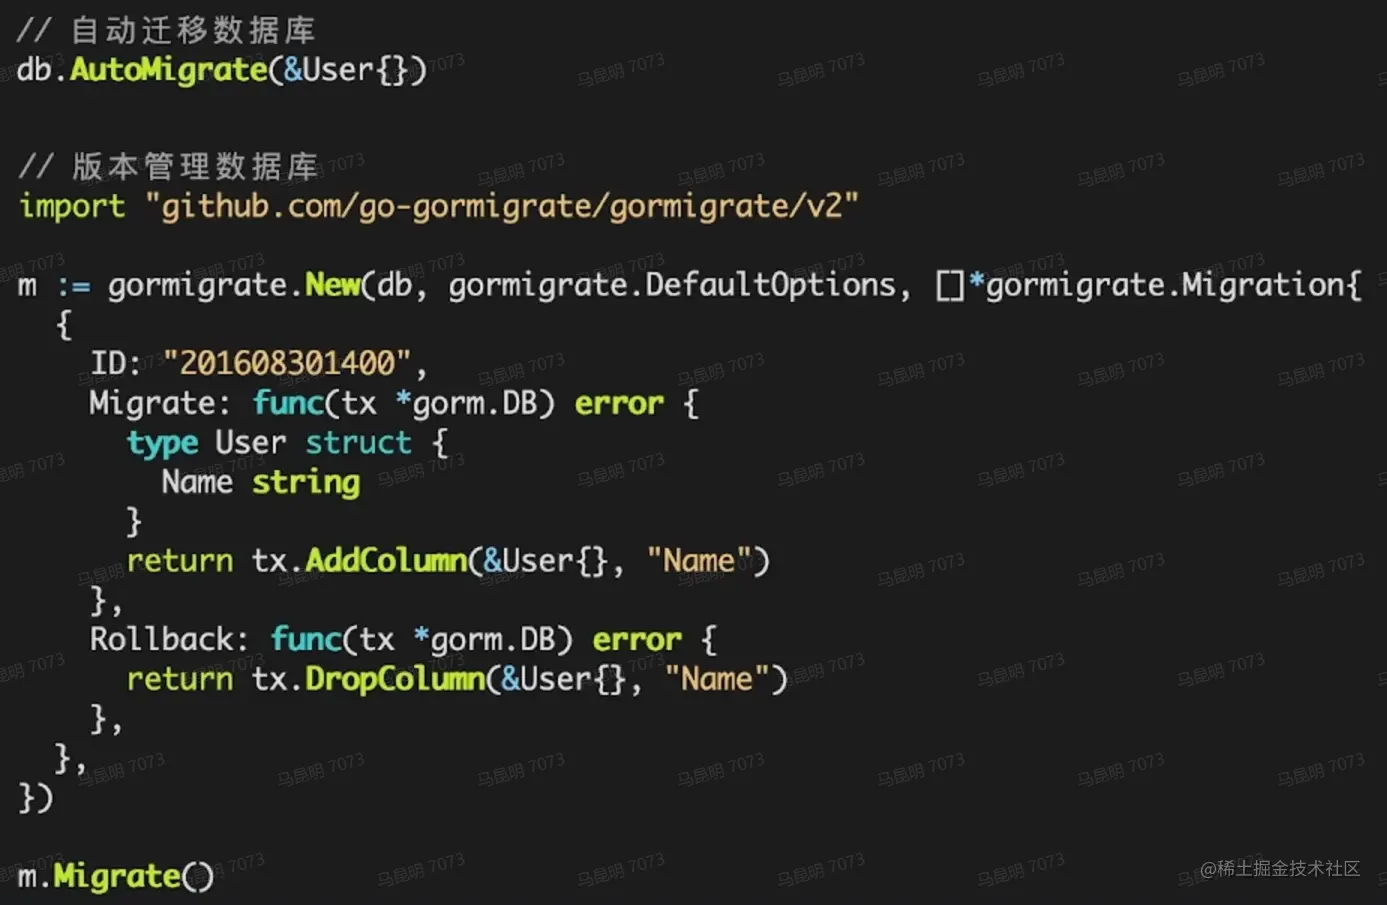 // 自动迁移数据库
db.AutoMigrate(&User{})
// 版本管理数据库
import "github.com/go-gormigrate/gormigrate/v2"
m := gormigrate.New(db, gormigrate.DefaultOptions, []*gormigrate.Migration{
{
ID: "201608301400",
Migrate: func(tx *gorm.DB) error {
type User struct {
Name string
}
return tx.AddColumn(&User{}, "Name")
},
Rollback: func(tx *gorm.DB) error {
return tx.DropColumn(&User{}, "Name")
},
},
})
m.Migrate()
@稀土掘金技术社区
马昆明 7073